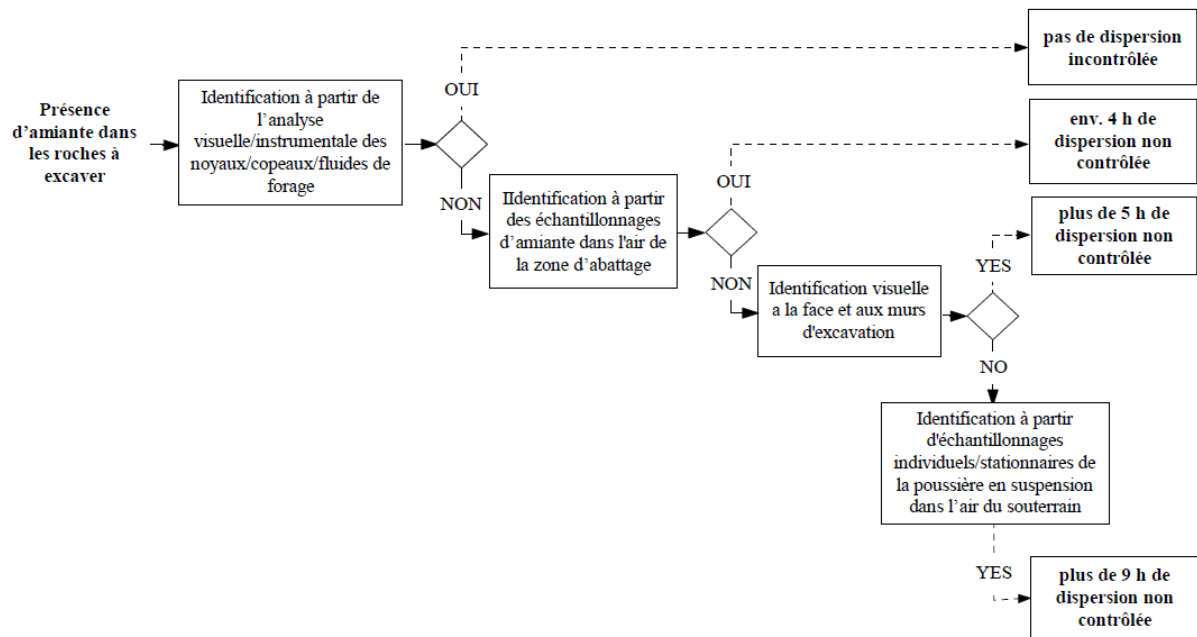 pas de dispersion
incontrôlée
OUI
Identification à partir de
l’analyse
visuelle/instrumentale des
noyaux/copeaux/fluides de
forage
Présence
d’amiante dans
les roches à
excaver
env. 4 h de
dispersion non
contrôlée
OUI
NON
IIdentification à partir
des échantillonnages
d’amiante dans l'air de
la zone d’abattage
plus de 5 h de
dispersion non
contrôlée
YES
NON
Identification visuelle
a la face et aux murs
d'excavation
NO
Identification à partir
d'échantillonnages
individuels/stationnaires de
la poussière en suspension
dans l’air du souterrain
YES
plus de 9 h de
dispersion non
contrôlée